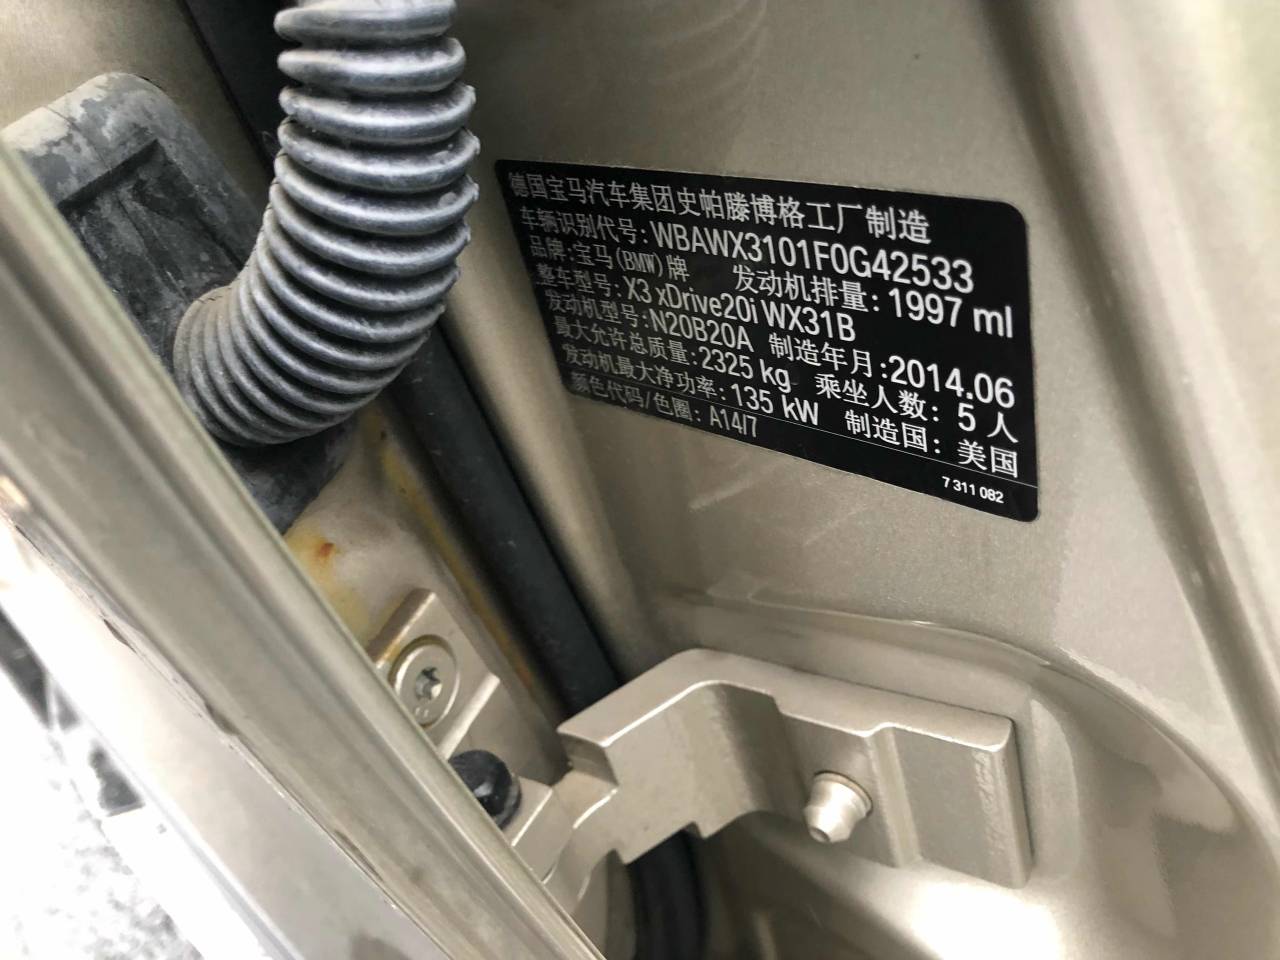 德国宝马汽车集团史帕滕博格工厂制造
车辆识别代号: WBAWX3101F0G42533
品牌: 宝马(BMW)牌 发动机排量: 1997 ml
整车型号: X3 xDrive20i WX31B
发动机型号: N20B20A 制造年月: 2014.06
最大允许总质量: 2325 kg 乘坐人数: 5 人
发动机最大净功率: 135 kW 制造国: 美国
颜色代码/色圈: A14/7
7 311 082